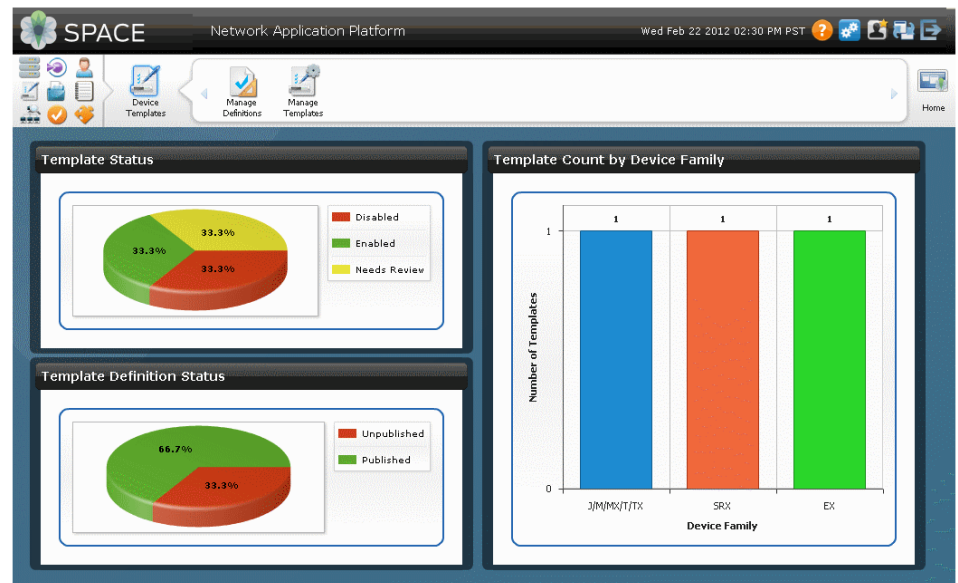 SPACE
Network Application Platform
Wed Feb 22 2012 02:30 PM PST
?
Device
Templates
Manage
Definitions
Manage
Templates
Home
Template Status
33.3%
33.3%
33.3%
Disabled
Enabled
Needs Review
Template Definition Status
66.7%
33.3%
Unpublished
Published
Template Count by Device Family
1
1
1
1
0
Number of Templates
J/M/MX/T/TX
SRX
EX
Device Family